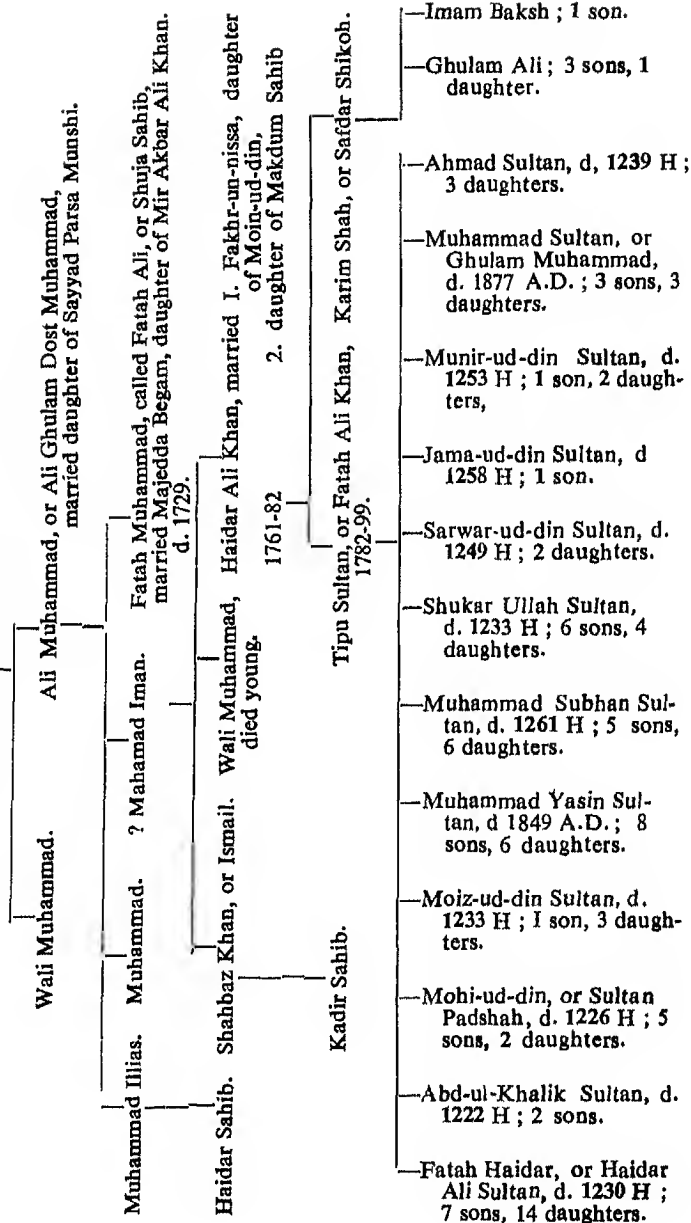 Wali Muhammad.
Ali Muhammad, or Ali Ghulam Dost Muhammad,
married daughter of Sayyad Parsa Munshi.
Muhammad Illias.
Muhammad.
? Mahamad Iman.
Fatah Muhammad, called Fatah Ali, or Shuja Sahib,
married Majedda Begam, daughter of Mir Akbar Ali Khan.
d. 1729.
Haidar Sahib.
Shahbaz Khan, or Ismail.
Wali Muhammad,
died young.
Haidar Ali Khan, married I. Fakhr-un-nissa, daughter
of Moin-ud-din,
2. daughter of Makdum Sahib
1761-82
Kadir Sahib.
Tipu Sultan, or Fatah Ali Khan,
1782-99.
Karim Shah, or Safdar Shikoh.
Imam Baksh ; 1 son.
Ghulam Ali ; 3 sons, 1
daughter.
Ahmad Sultan, d, 1239 H ;
3 daughters.
Muhammad Sultan, or
Ghulam Muhammad,
d. 1877 A.D. ; 3 sons, 3
daughters.
Munir-ud-din Sultan, d.
1253 H ; 1 son, 2 daugh-
ters,
Jama-ud-din Sultan, d
1258 H ; 1 son.
Sarwar-ud-din Sultan, d.
1249 H ; 2 daughters.
Shukar Ullah Sultan,
d. 1233 H ; 6 sons, 4
daughters.
Muhammad Subhan Sul-
tan, d. 1261 H ; 5 sons,
6 daughters.
Muhammad Yasin Sul-
tan, d 1849 A.D. ; 8
sons, 6 daughters.
Moiz-ud-din Sultan, d.
1233 H ; I son, 3 daugh-
ters.
Mohi-ud-din, or Sultan
Padshah, d. 1226 H ; 5
sons, 2 daughters.
Abd-ul-Khalik Sultan, d.
1222 H ; 2 sons.
Fatah Haidar, or Haidar
Ali Sultan, d. 1230 H ;
7 sons, 14 daughters.